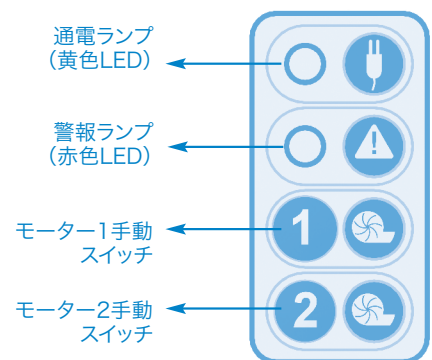 通電ランプ
（黄色LED）
警報ランプ
（赤色LED）
モーター1手動
スイッチ
1
モーター2手動
スイッチ
2